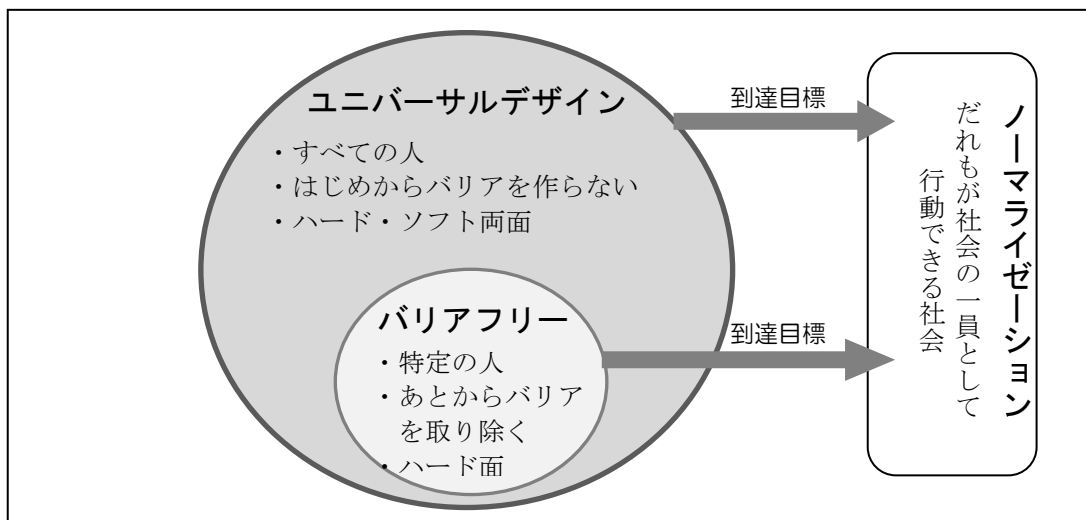 ユニバーサルデザイン
・すべての人
・はじめからバリアを作らない
・ハード・ソフト両面
バリアフリー
・特定の人
・あとからバリア
を取り除く
・ハード面
到達目標
到達目標
ノーマライゼーション
だれもが社会の一員として
行動できる社会